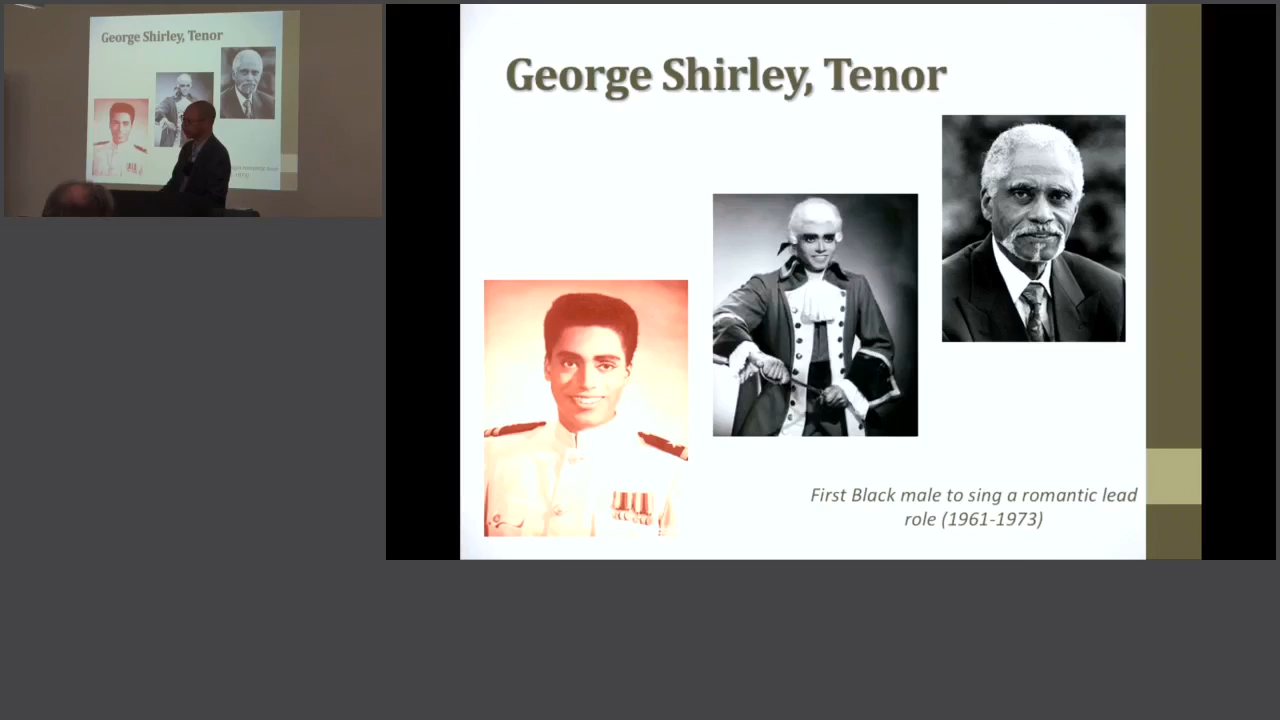 George Shirley, Tenor
George Shirley, Tenor
First Black male to sing a romantic lead
role (1961-1973)